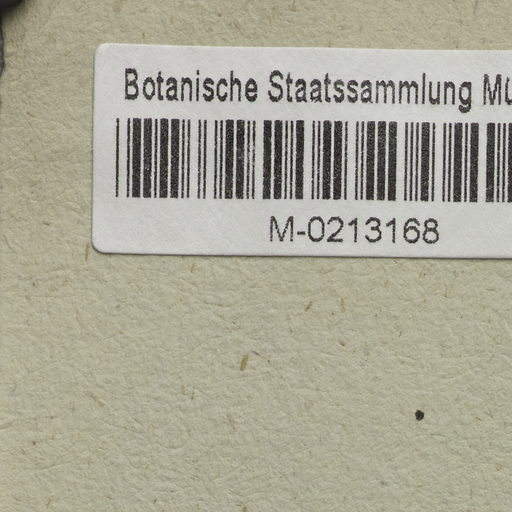 Botanische Staatssammlung Mü
M-0213168